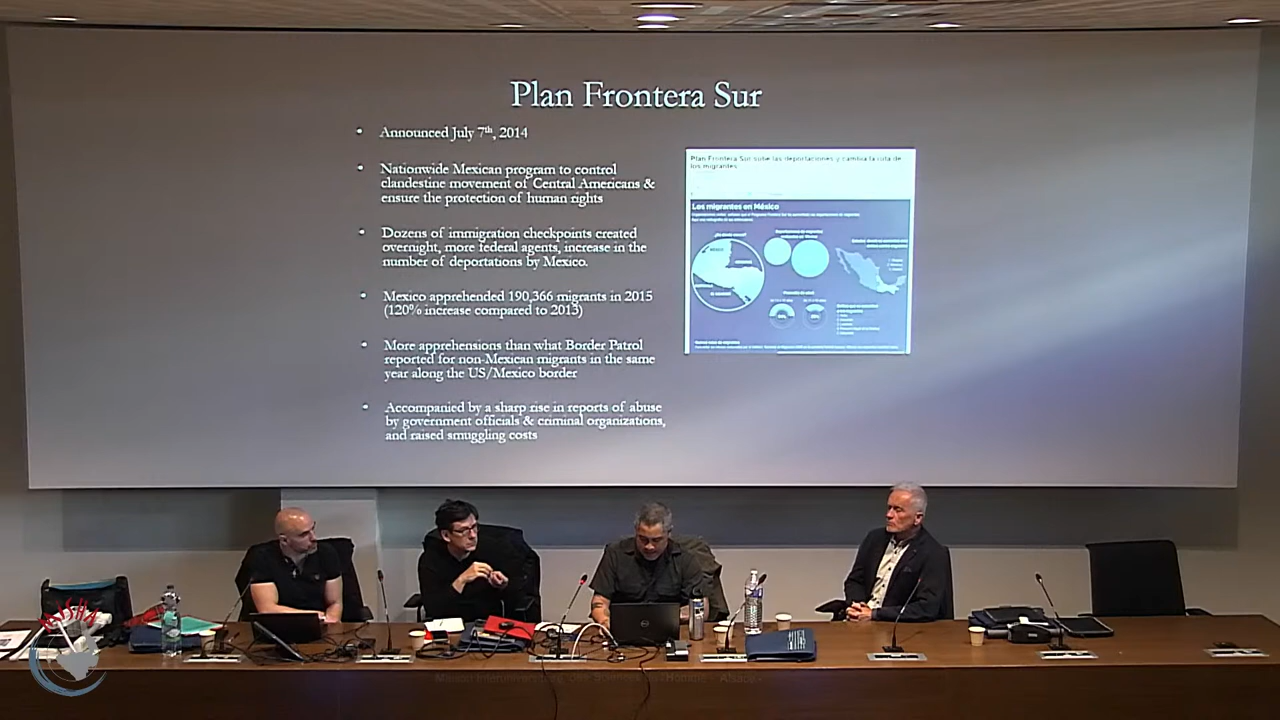 Plan Frontera Sur
• Announced July 7th, 2014
• Nationwide Mexican program to control
clandestine movement of Central Americans &
ensure the protection of human rights
• Dozens of immigration checkpoints created
overnight, more federal agents, increase in the
number of deportations by Mexico.
• Mexico apprehended 190,366 migrants in 2015
(120% increase compared to 2013)
• More apprehensions than what Border Patrol
reported for non-Mexican migrants in the same
year along the US/Mexico border
• Accompanied by a sharp rise in reports of abuse
by government officials & criminal organizations,
and raised smuggling costs
Plan Frontera Sur sube las deportaciones y cambia la ruta de
los migrantes
Los migrantes en México
MISHA
DELL